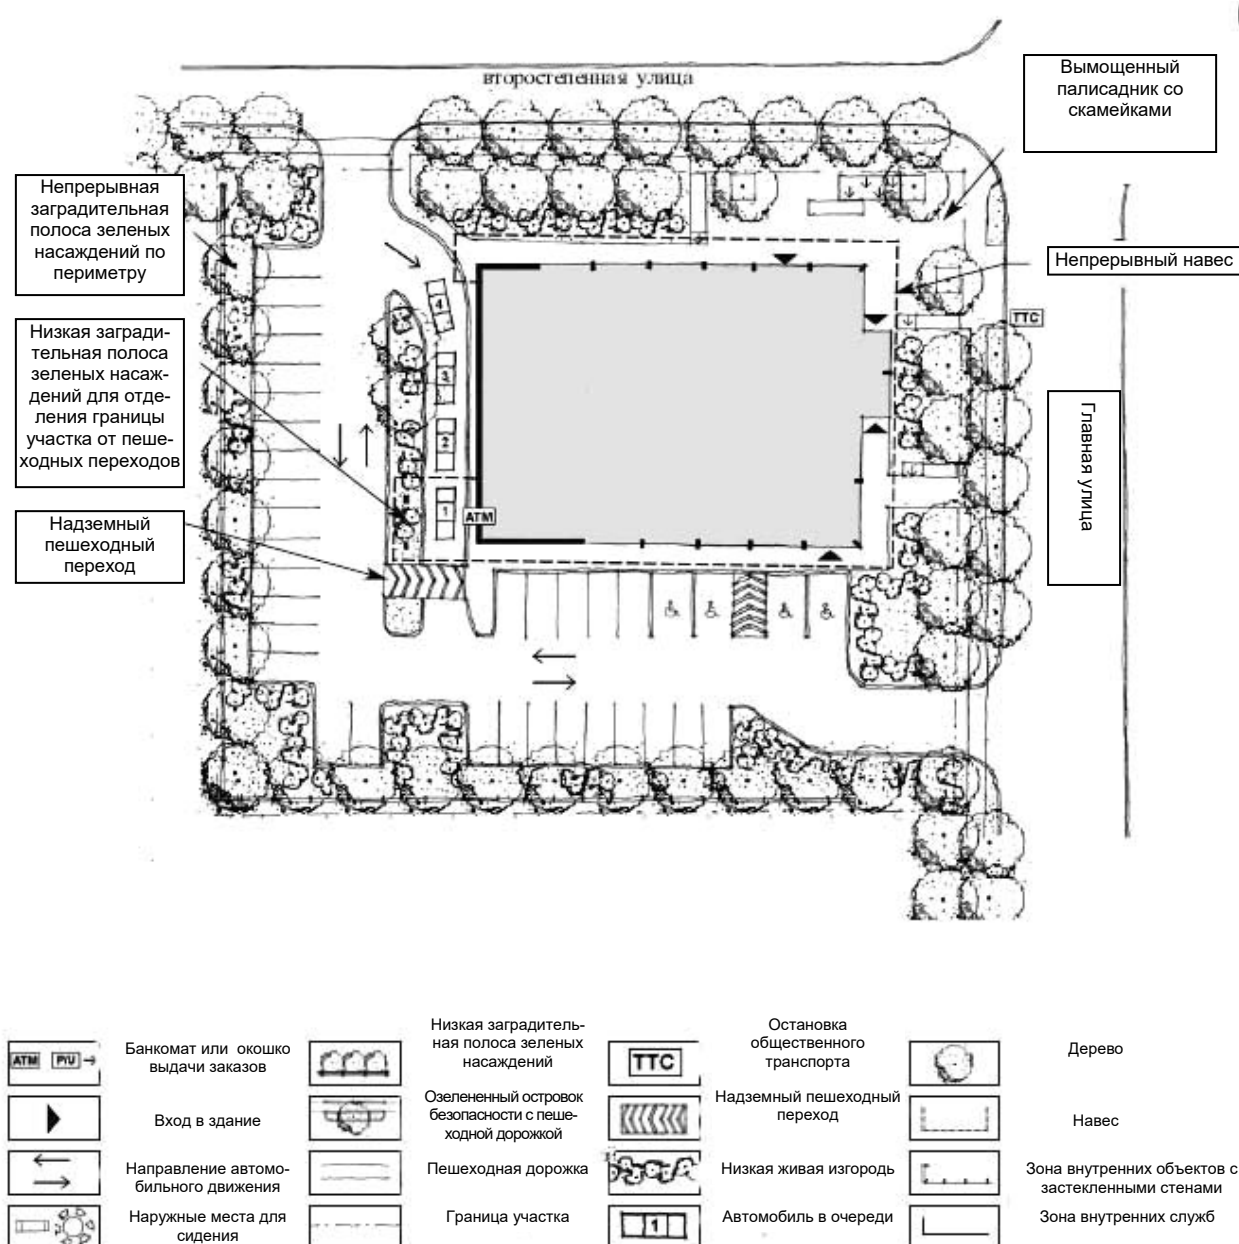 второстепенная улица
Вымощенный
палисадник со
скамейками
Непрерывная
заградительная
полоса зеленых
насаждений по
периметру
Непрерывный навес
TTC
Низкая загради-
тельная полоса
зеленых насаж-
дений для отде-
ления границы
участка от пеше-
ходных переходов
4
3
2
1
ATM
Главная улица
Надземный
пешеходный
переход
ATM P/U
Банкомат или окошко
выдачи заказов
Низкая заградитель-
ная полоса зеленых
насаждений
TTC
Остановка
общественного
транспорта
Дерево
Вход в здание
Озелененный островок
безопасности с пеше-
ходной дорожкой
Надземный пешеходный
переход
Навес
Направление автомо-
бильного движения
Пешеходная дорожка
Низкая живая изгородь
Зона внутренних объектов с
застекленными стенами
Наружные места для
сидения
Граница участка
1
Автомобиль в очереди
Зона внутренних служб